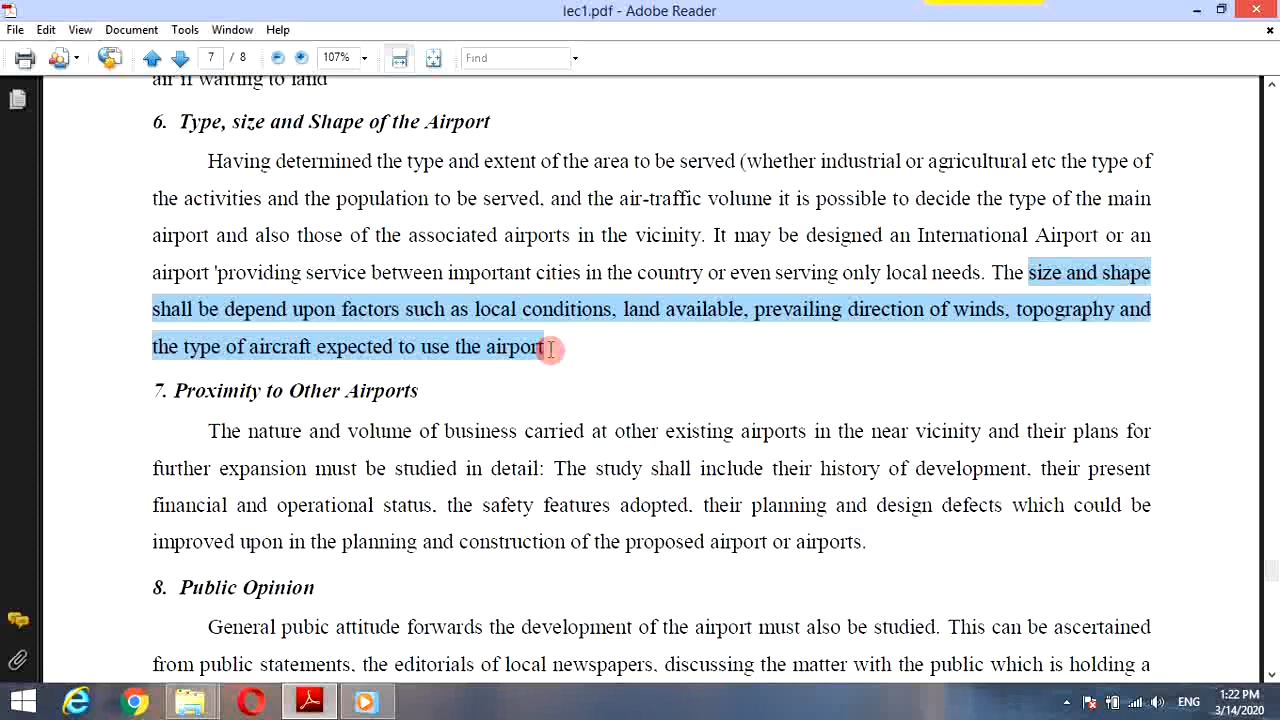 lec1.pdf - Adobe Reader
File Edit View Document Tools Window Help
7 / 8 107% Find
air if waiting to land
6. Type, size and Shape of the Airport
Having determined the type and extent of the area to be served (whether industrial or agricultural etc the type of
the activities and the population to be served, and the air-traffic volume it is possible to decide the type of the main
airport and also those of the associated airports in the vicinity. It may be designed an International Airport or an
airport 'providing service between important cities in the country or even serving only local needs. The size and shape
shall be depend upon factors such as local conditions, land available, prevailing direction of winds, topography and
the type of aircraft expected to use the airport
7. Proximity to Other Airports
The nature and volume of business carried at other existing airports in the near vicinity and their plans for
further expansion must be studied in detail: The study shall include their history of development, their present
financial and operational status, the safety features adopted, their planning and design defects which could be
improved upon in the planning and construction of the proposed airport or airports.
8. Public Opinion
General pubic attitude forwards the development of the airport must also be studied. This can be ascertained
from public statements, the editorials of local newspapers, discussing the matter with the public which is holding a
ENG
1:22 PM
3/14/2020